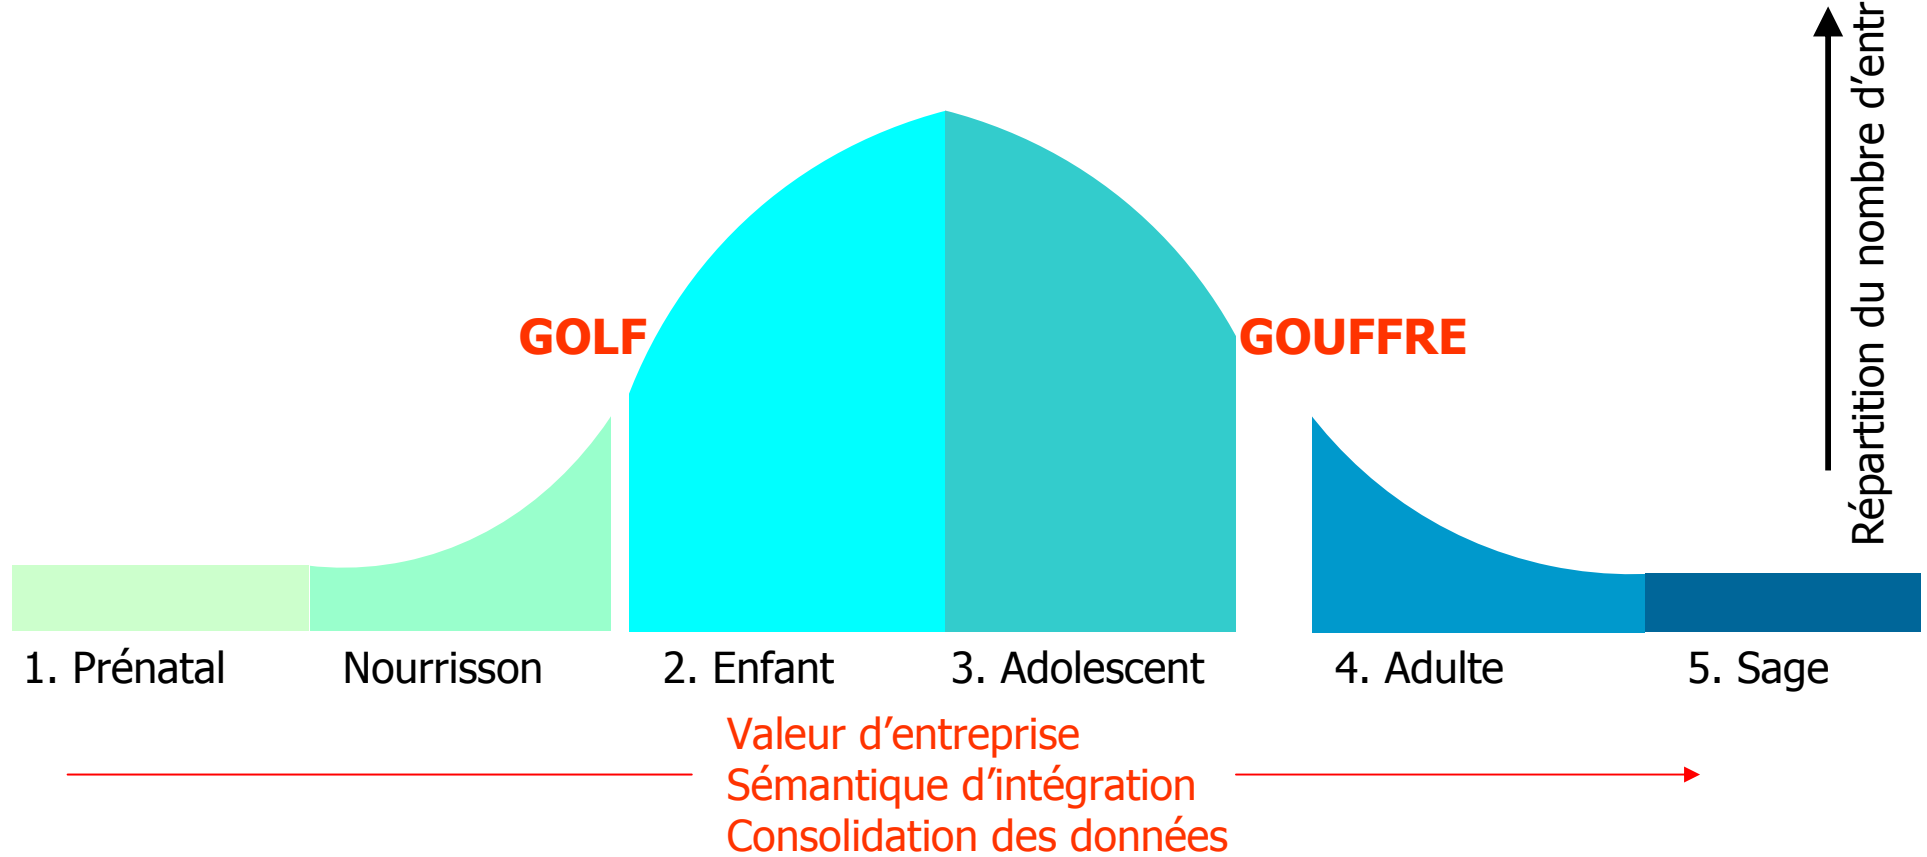 Répartition du nombre d’entr
GOLF
GOUFFRE
1. Prénatal
Nourrisson
2. Enfant
3. Adolescent
4. Adulte
5. Sage
Valeur d’entreprise
Sémantique d’intégration
Consolidation des données